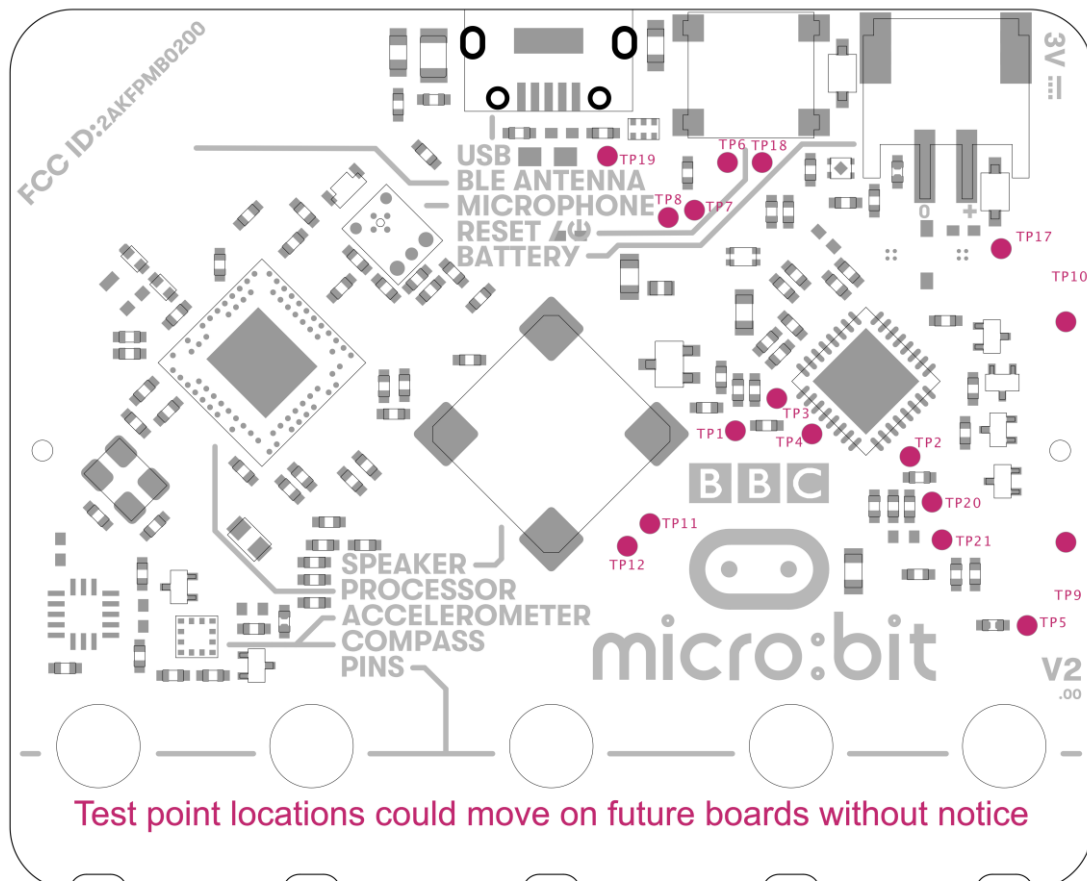 FCC ID:2AKFPMB0200
3V
USB
TP19
TP6
TP18
BLE ANTENNA
MICROPHONE
TP8
TP7
RESET /
BATTERY
0
+
TP17
TP10
TP3
TP1
TP4
TP2
BBC
TP20
TP11
TP21
TP12
SPEAKER
PROCESSOR
ACCELEROMETER
COMPASS
PINS
TP9
TP5
micro:bit
V2
.00
Test point locations could move on future boards without notice